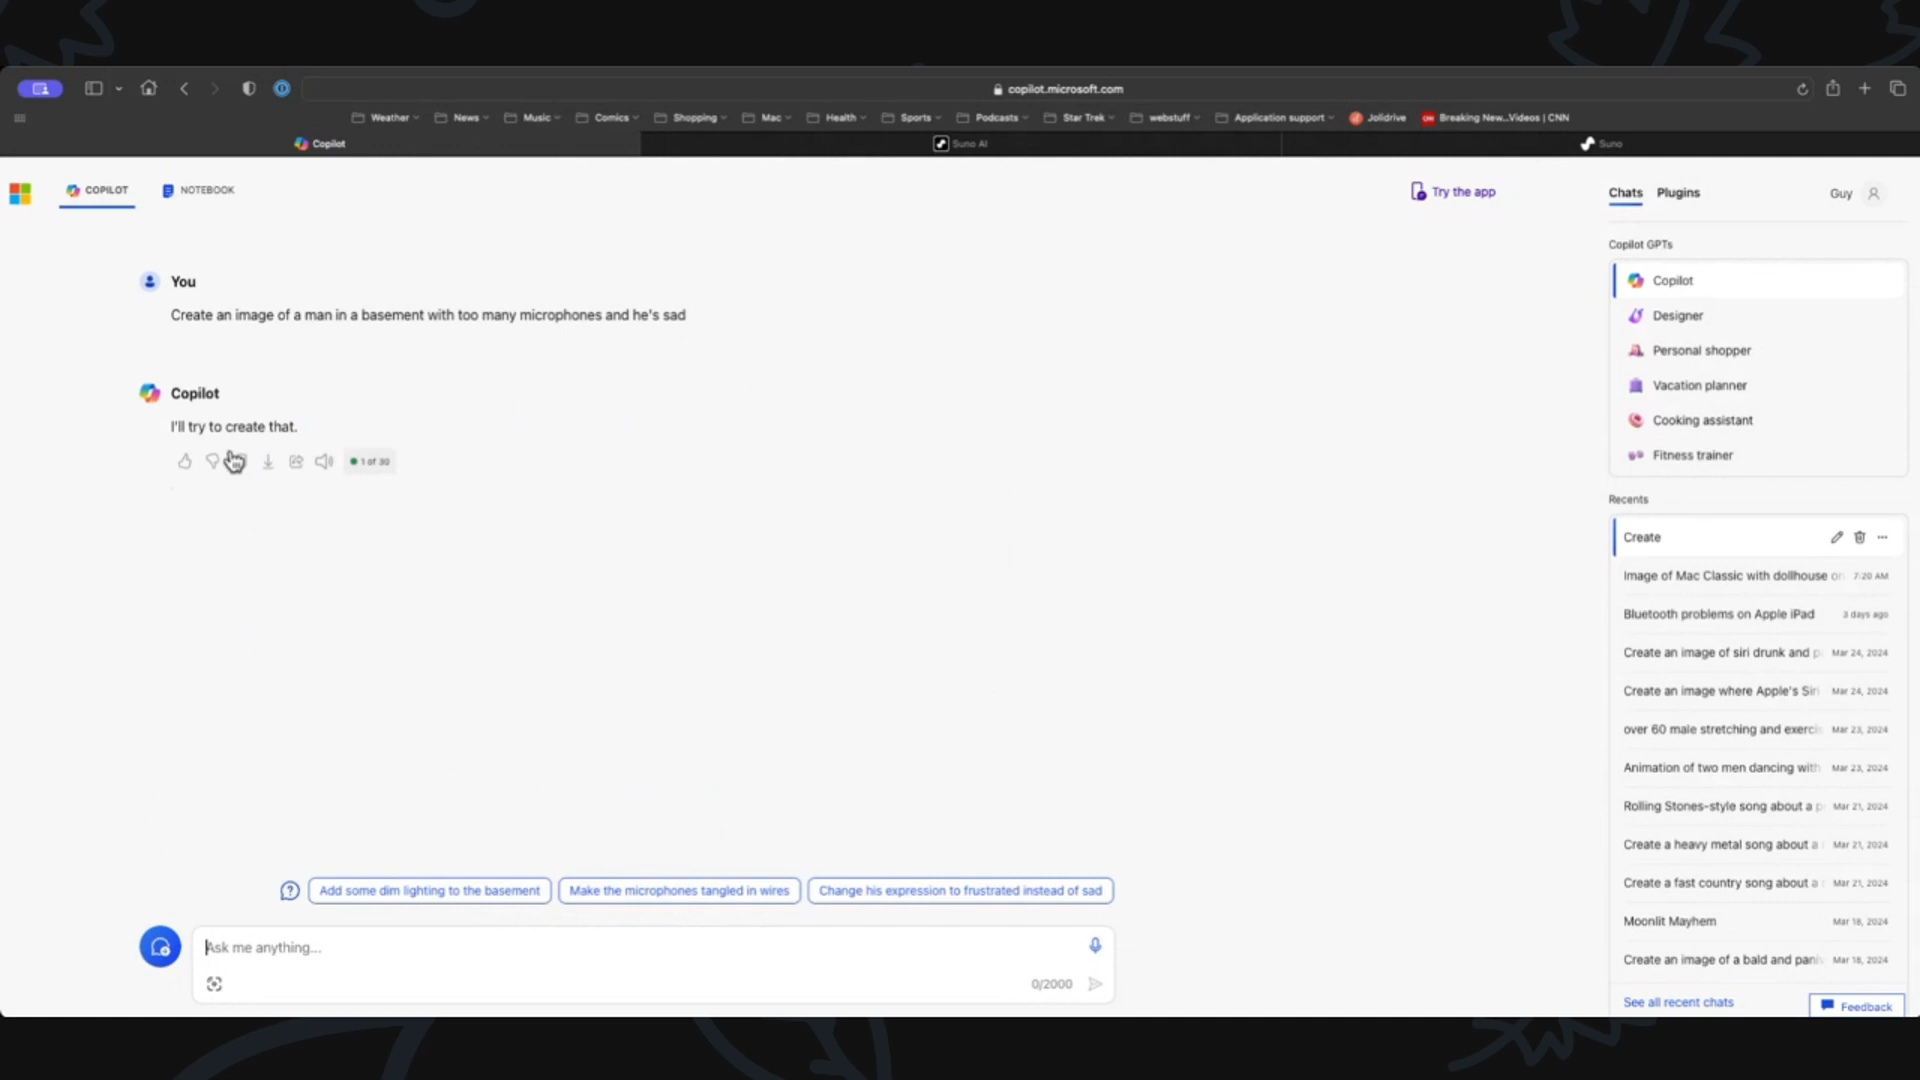 copilot.microsoft.com
Weather
News
Music
Comics
Shopping
Mac
Health
Sports
Podcasts
Star Trek
webstuff
Application support
Jolidrive
Breaking New...Videos | CNN
Copilot
Suno AI
Suno
COPILOT
NOTEBOOK
Try the app
Chats
Plugins
Guy
You
Create an image of a man in a basement with too many microphones and he's sad
Copilot
I'll try to create that.
1 of 30
Copilot GPTs
Copilot
Designer
Personal shopper
Vacation planner
Cooking assistant
Fitness trainer
Recents
Create
Image of Mac Classic with dollhouse on 7:20 AM
Bluetooth problems on Apple iPad 3 days ago
Create an image of siri drunk and p Mar 24, 2024
Create an image where Apple's Siri Mar 24, 2024
over 60 male stretching and exerci Mar 23, 2024
Animation of two men dancing with Mar 23, 2024
Rolling Stones-style song about a p Mar 21, 2024
Create a heavy metal song about a Mar 21, 2024
Create a fast country song about a Mar 21, 2024
Moonlit Mayhem Mar 18, 2024
Create an image of a bald and pani Mar 18, 2024
See all recent chats
Feedback
Add some dim lighting to the basement
Make the microphones tangled in wires
Change his expression to frustrated instead of sad
Ask me anything...
0/2000